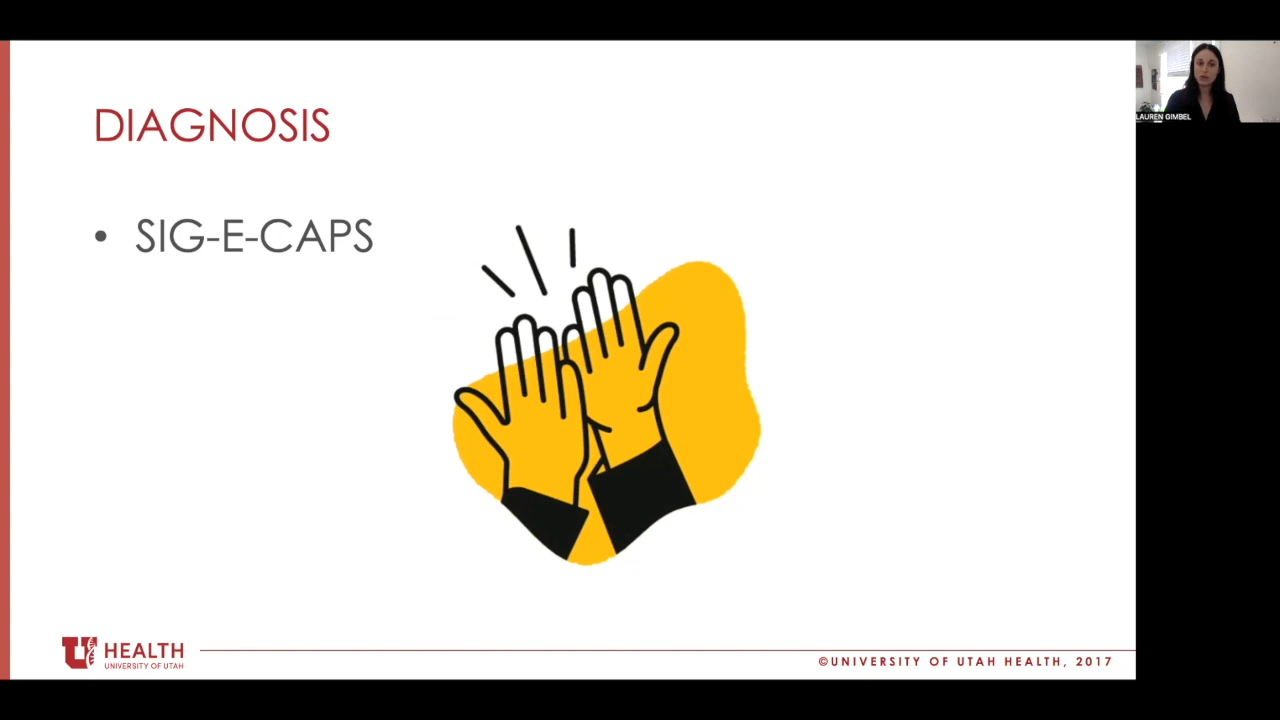 DIAGNOSIS
• SIG-E-CAPS
LAUREN GIMBEL
U HEALTH
UNIVERSITY OF UTAH
©UNIVERSITY OF UTAH HEALTH, 2017